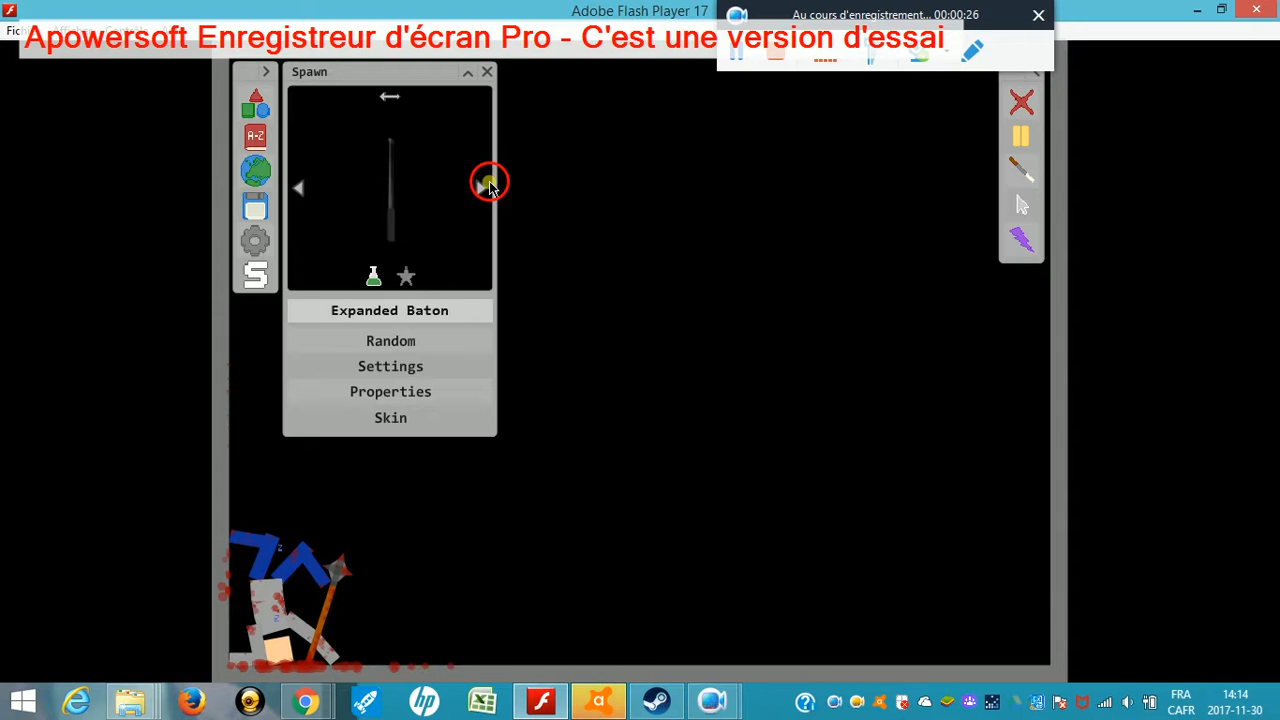 Adobe Flash Player 17
Au cours d'enregistrement... 00:00:26
Apowersoft Enregistreur d'écran Pro - C'est une version d'essai
Spawn
A-Z
Expanded Baton
Random
Settings
Properties
Skin
FRA
CAFR
14:14
2017-11-30